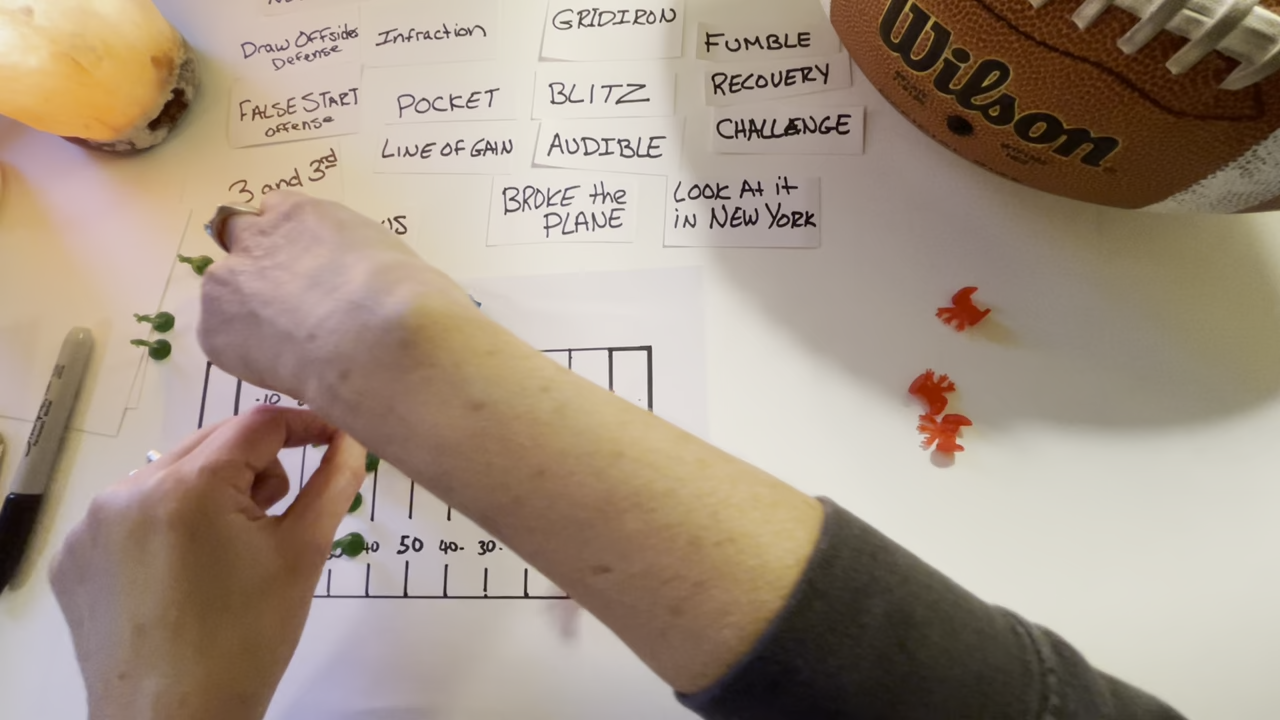 Draw Offsides
Defense
Infraction
GRIDIRON
FUMBLE
FALSE START
offense
POCKET
BLITZ
RECOVERY
LINE OF GAIN
AUDIBLE
CHALLENGE
3 and 3rd
BROKE the
PLANE
LOOK At it
IN NEW YORK
Wilson
-10
40 50 40- 30-